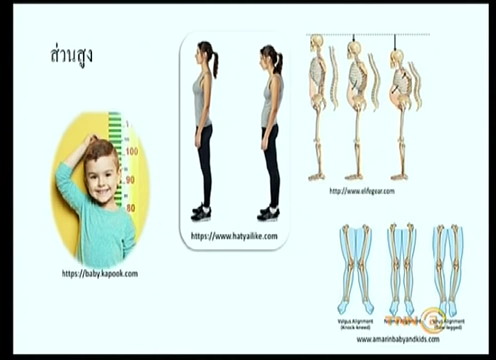 ส่วนสูง
100
90
80
https://baby.kapook.com
https://www.hatyailike.com
http://www.elifegear.com
Valgus Alignment
(Knock-kneed)
Alignment
Alignment
(Bow-legged)
www.amarinbabyandkids.com